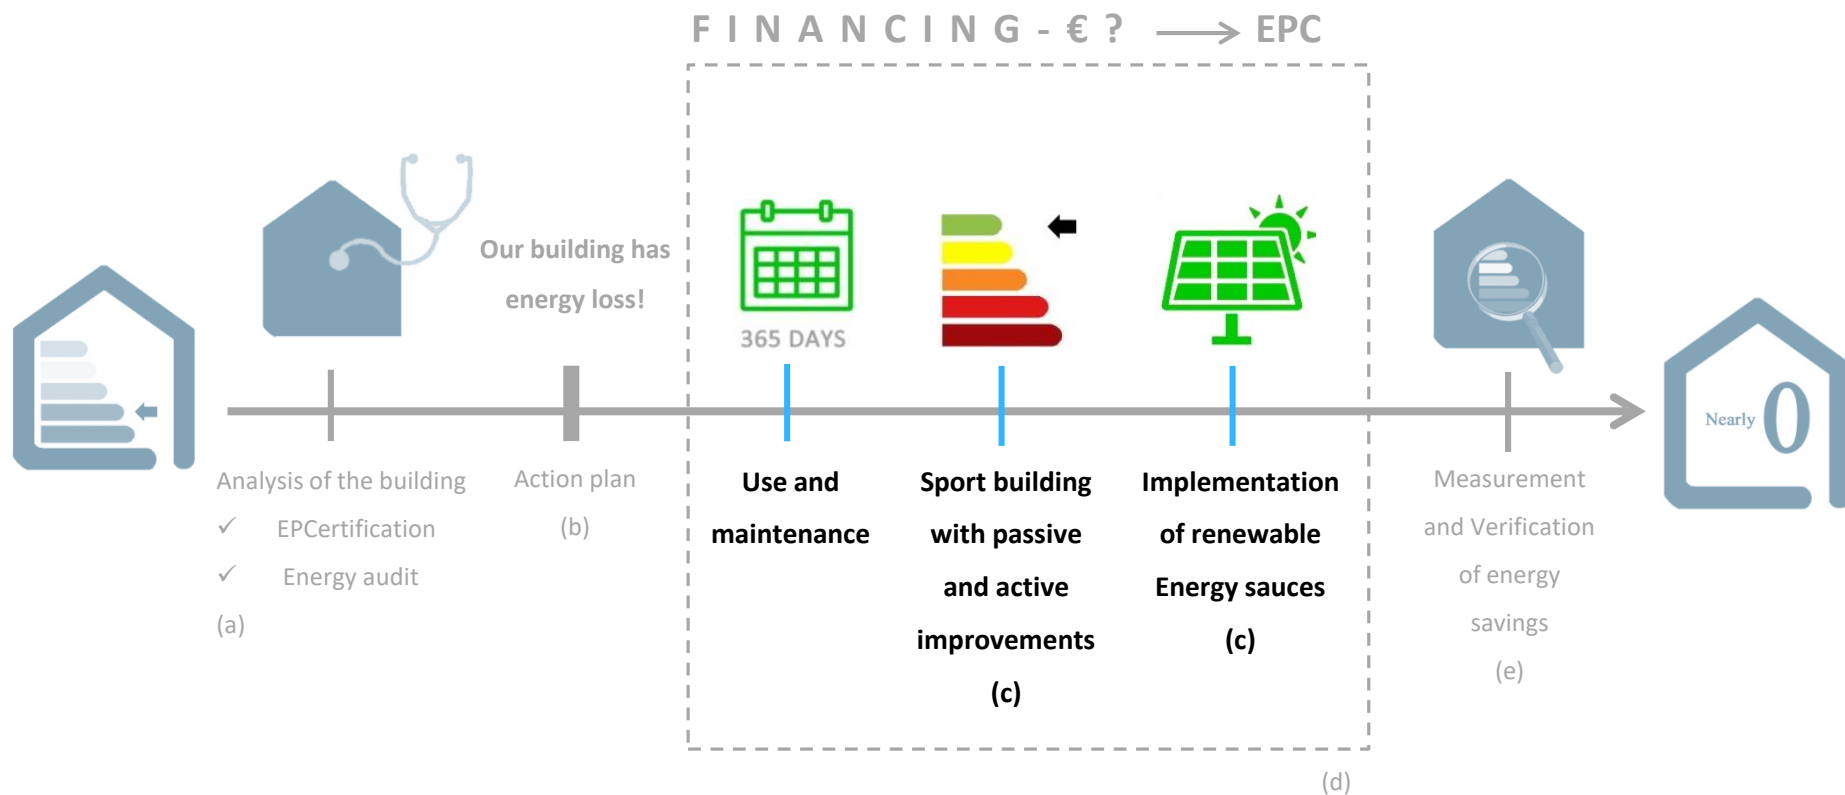 FINANCING-€? EPC
Our building has
energy loss!
365 DAYS
Nearly 0
Analysis of the building
✓ EPCertification
✓ Energy audit
(a)
Action plan
(b)
Use and
maintenance
Sport building
with passive
and active
improvements
(c)
Implementation
of renewable
Energy sauces
(c)
Measurement
and Verification
of energy
savings
(e)
(d)